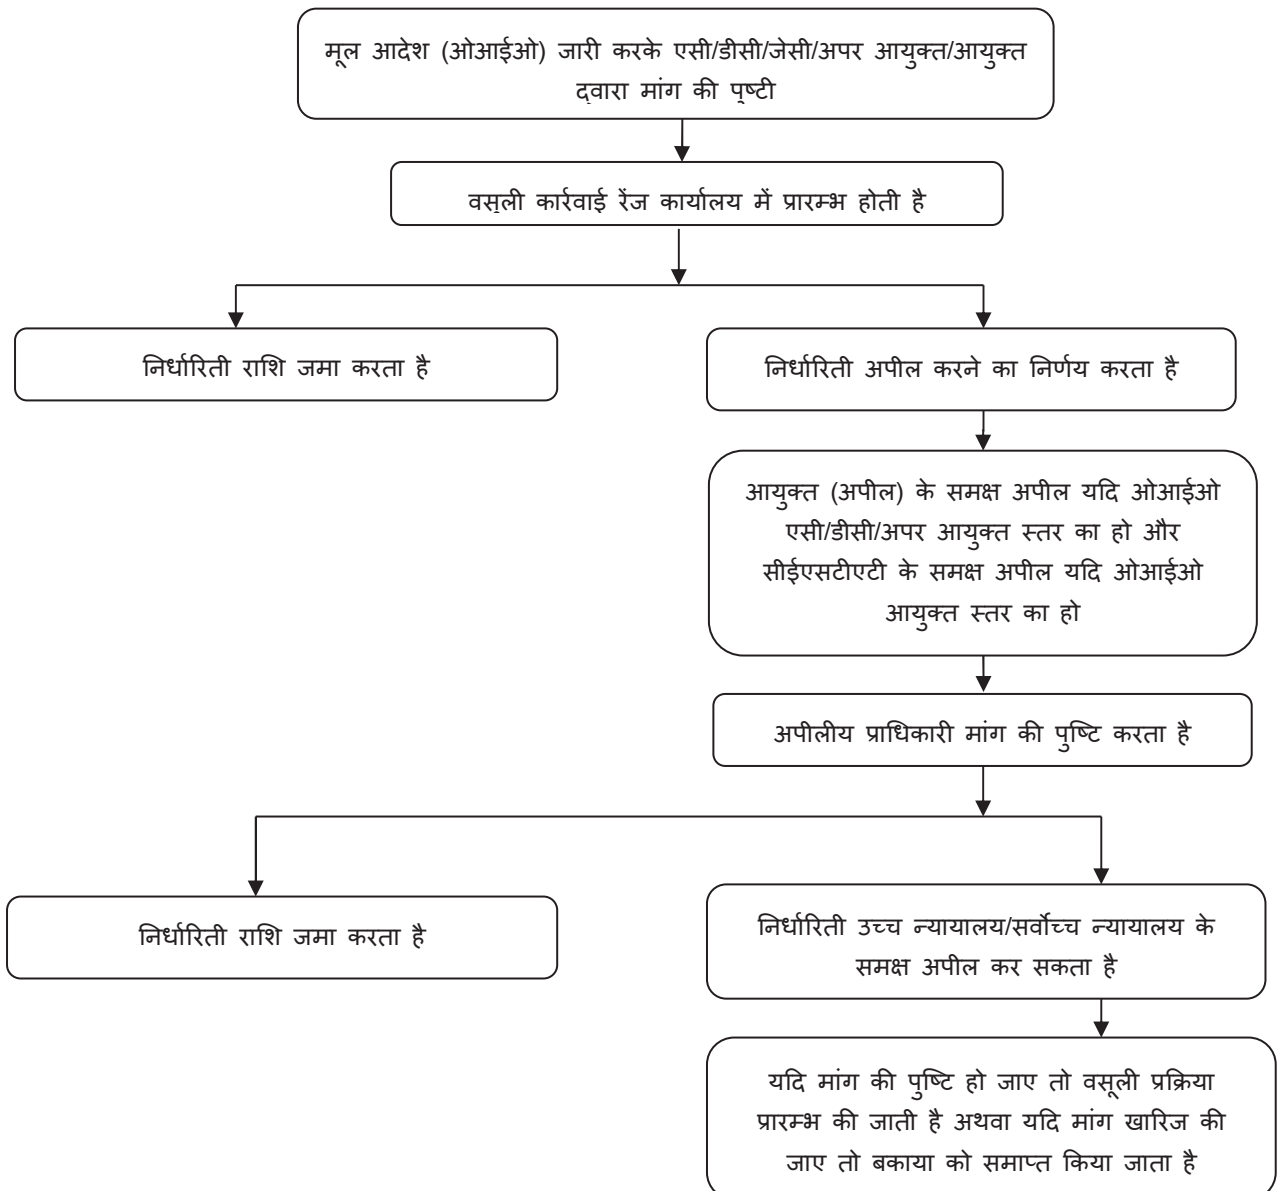 मूल आदेश (ओआईओ) जारी करके एसी/डीसी/जेसी/अपर आयुक्त/आयुक्त
द्वारा मांग की पुष्टी
वसूली कार्रवाई रेंज कार्यालय में प्रारम्भ होती है
निर्धारिती राशि जमा करता है
निर्धारिती अपील करने का निर्णय करता है
आयुक्त (अपील) के समक्ष अपील यदि ओआईओ
एसी/डीसी/अपर आयुक्त स्तर का हो और
सीईएसटीएटी के समक्ष अपील यदि ओआईओ
आयुक्त स्तर का हो
अपीलीय प्राधिकारी मांग की पुष्टि करता है
निर्धारिती राशि जमा करता है
निर्धारिती उच्च न्यायालय/सर्वोच्च न्यायालय के
समक्ष अपील कर सकता है
यदि मांग की पुष्टि हो जाए तो वसूली प्रक्रिया
प्रारम्भ की जाती है अथवा यदि मांग खारिज की
जाए तो बकाया को समाप्त किया जाता है